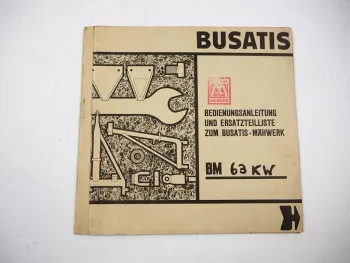 BUSATIS
BEDIENUNGSANLEITUNG
UND ERSATZTEILLISTE
ZUM BUSATIS-MÄHWERK
BM 63 KW